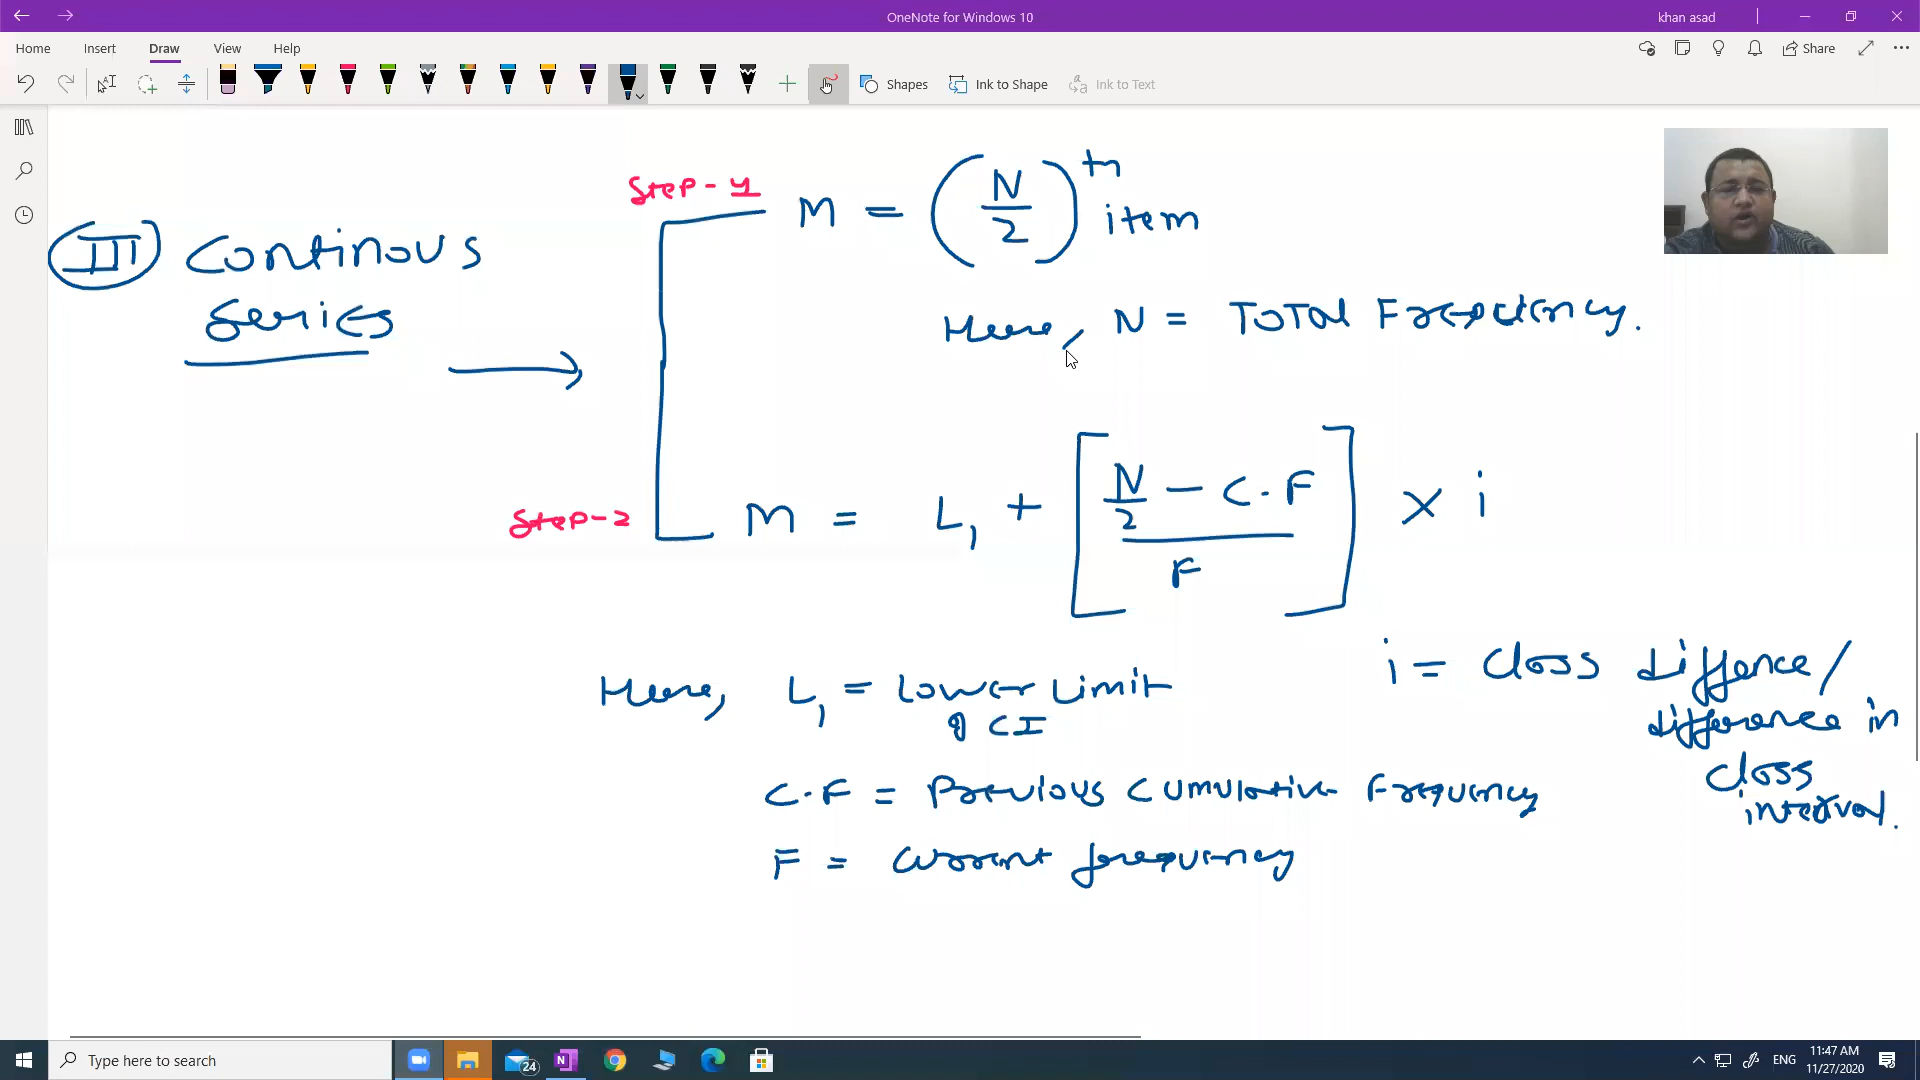 OneNote for Windows 10
khan asad
Home Insert Draw View Help
Share
Shapes
Ink to Shape
Ink to Text
Step-1
M = (N/2)th item
III Continous
Series
Here, N = Total Frequency.
Step-2
M = L1 + [N/2 - C.F / F] × i
Here, L1 = Lower Limit
of CI
i = Class diffence/
difference in
class
interval.
C.F = Previous Cumulative Frequency
F = Current frequency
Type here to search
24
ENG
11:47 AM
11/27/2020